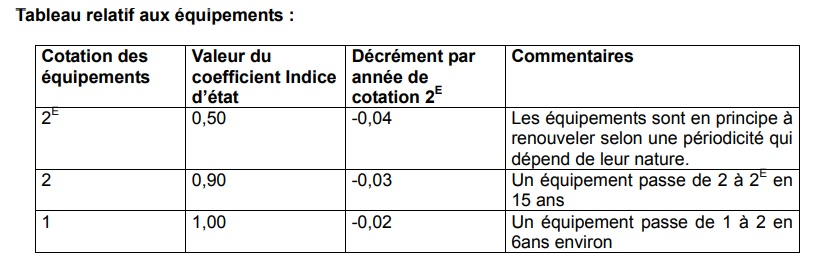 Tableau relatif aux équipements :
Cotation des équipements
Valeur du coefficient Indice d'état
Décrément par année de cotation 2E
Commentaires
2E
0,50
-0,04
Les équipements sont en principe à
renouveler selon une périodicité qui
dépend de leur nature.
2
0,90
-0,03
Un équipement passe de 2 à 2E en
15 ans
1
1,00
-0,02
Un équipement passe de 1 à 2 en
6ans environ